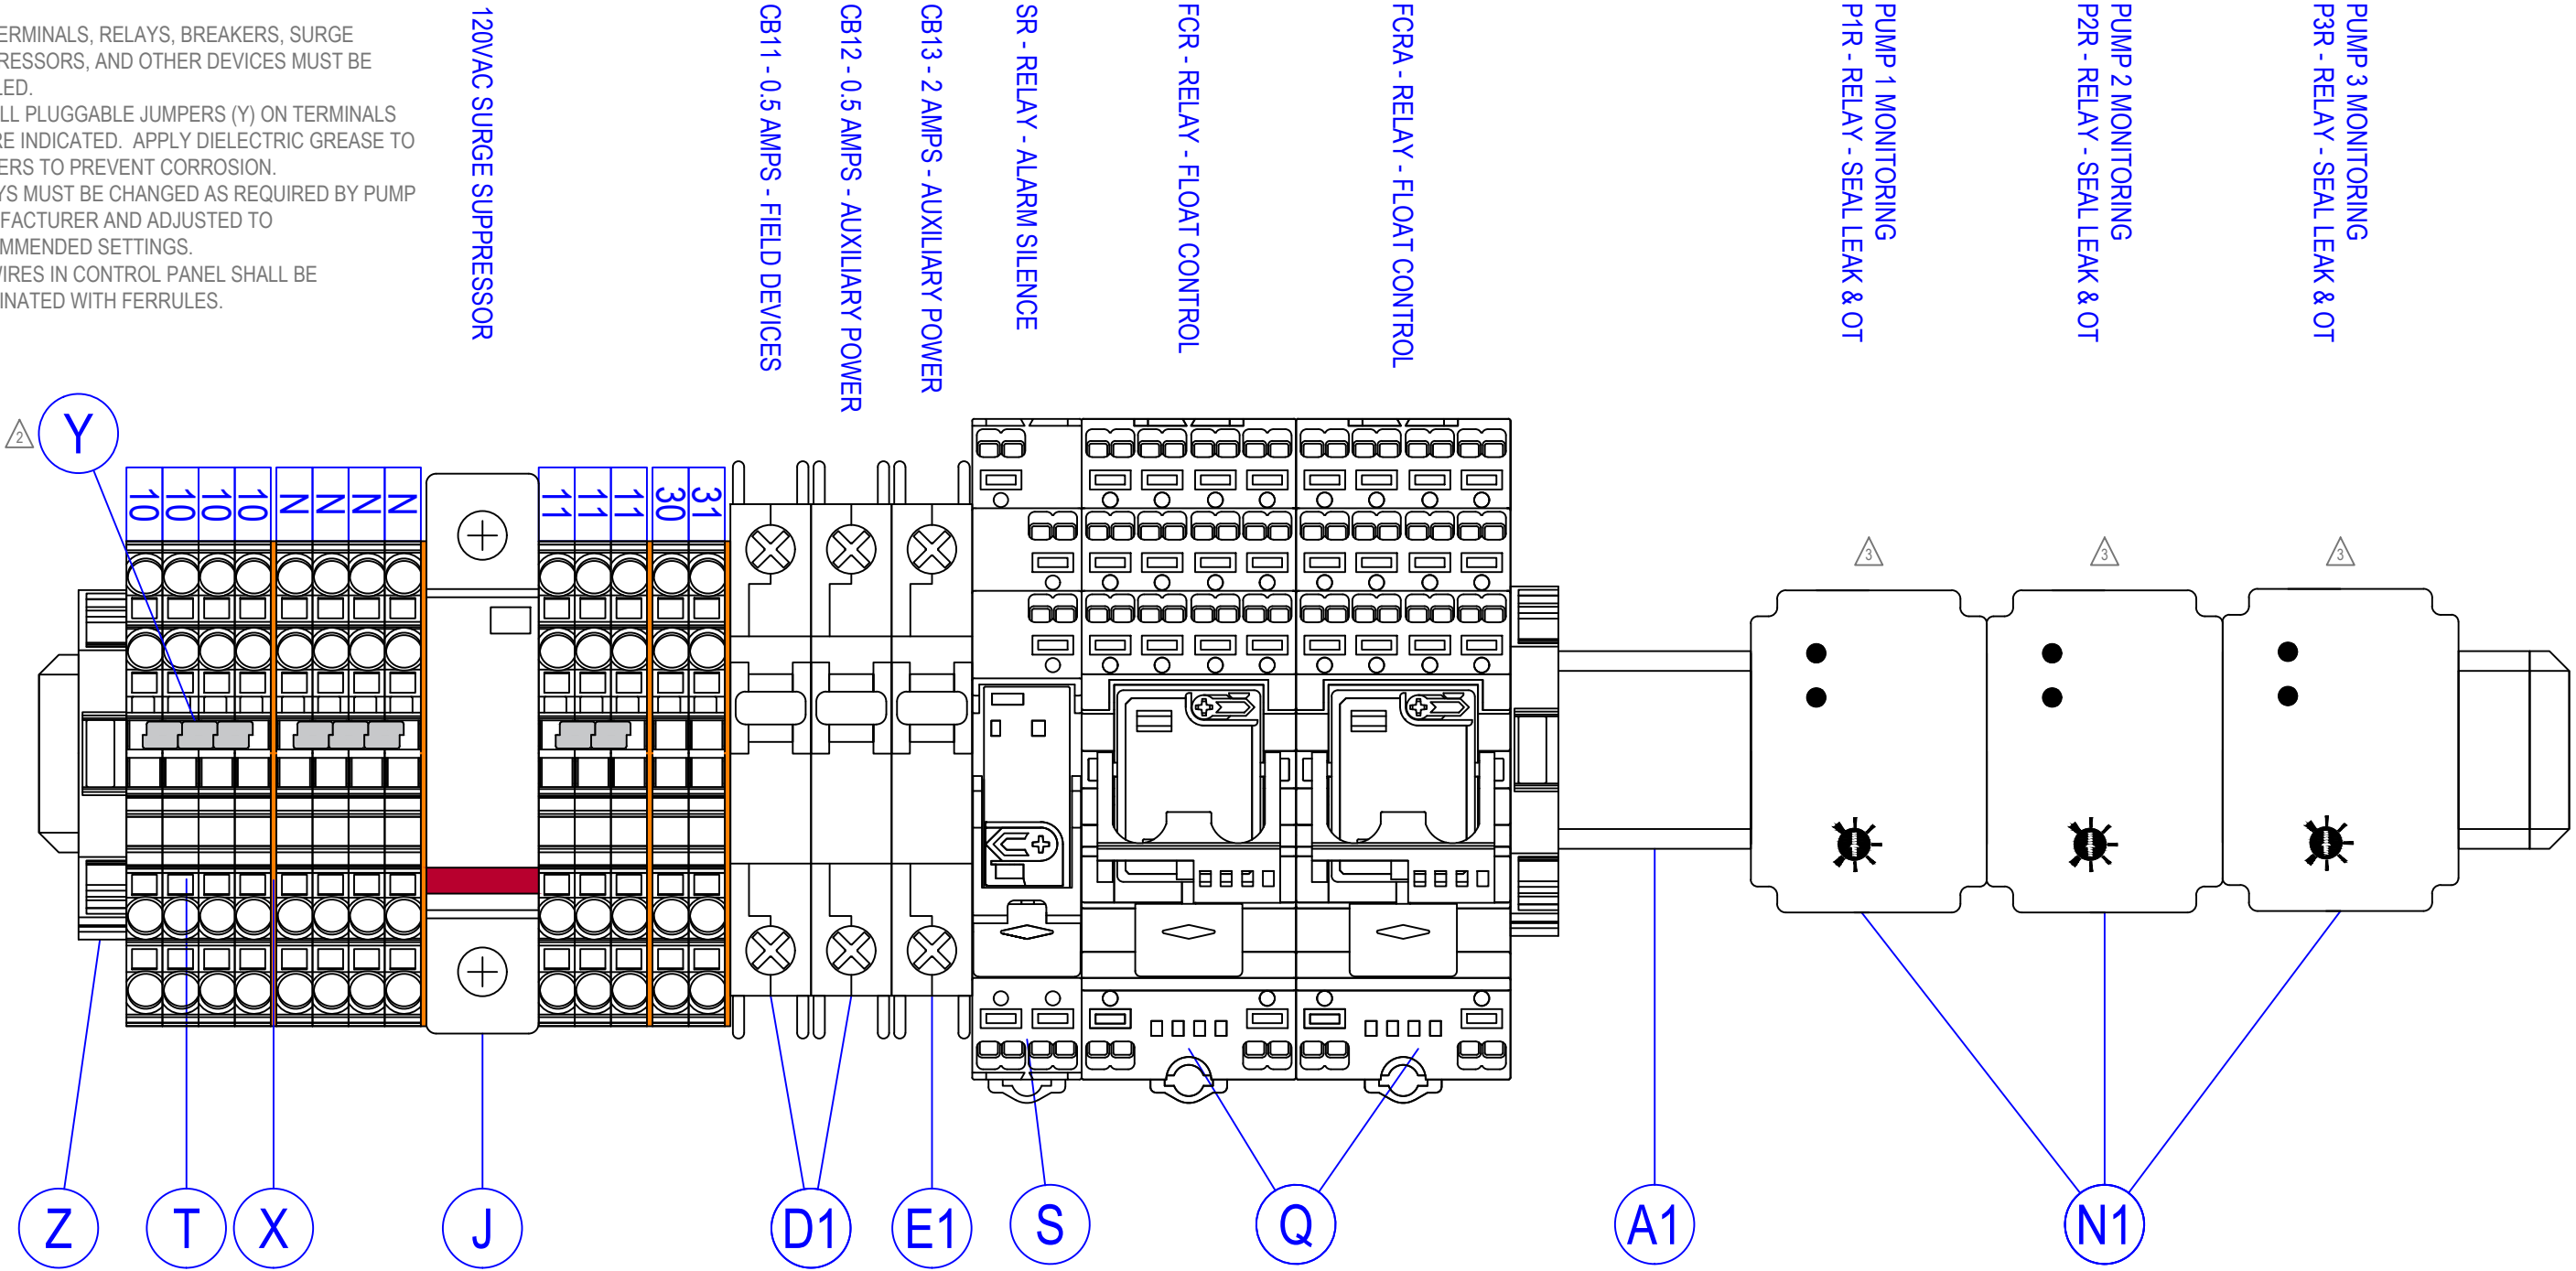 ERMINALS, RELAYS, BREAKERS, SURGE
RESSORS, AND OTHER DEVICES MUST BE
LED.
LL PLUGGABLE JUMPERS (Y) ON TERMINALS
RE INDICATED. APPLY DIELECTRIC GREASE TO
ERS TO PREVENT CORROSION.
YS MUST BE CHANGED AS REQUIRED BY PUMP
FACTURER AND ADJUSTED TO
MMENDED SETTINGS.
WIRES IN CONTROL PANEL SHALL BE
INATED WITH FERRULES.
120VAC SURGE SUPPRESSOR
CB11 - 0.5 AMPS - FIELD DEVICES
CB12 - 0.5 AMPS - AUXILIARY POWER
CB13 - 2 AMPS - AUXILIARY POWER
SR - RELAY - ALARM SILENCE
FCR - RELAY - FLOAT CONTROL
FCRA - RELAY - FLOAT CONTROL
PUMP 1 MONITORING
P1R - RELAY - SEAL LEAK & OT
PUMP 2 MONITORING
P2R - RELAY - SEAL LEAK & OT
PUMP 3 MONITORING
P3R - RELAY - SEAL LEAK & OT
2
Y
10
10
10
10
N
N
N
N
11
11
11
30
31
3
3
3
Z
T
X
J
D1
E1
S
Q
A1
N1